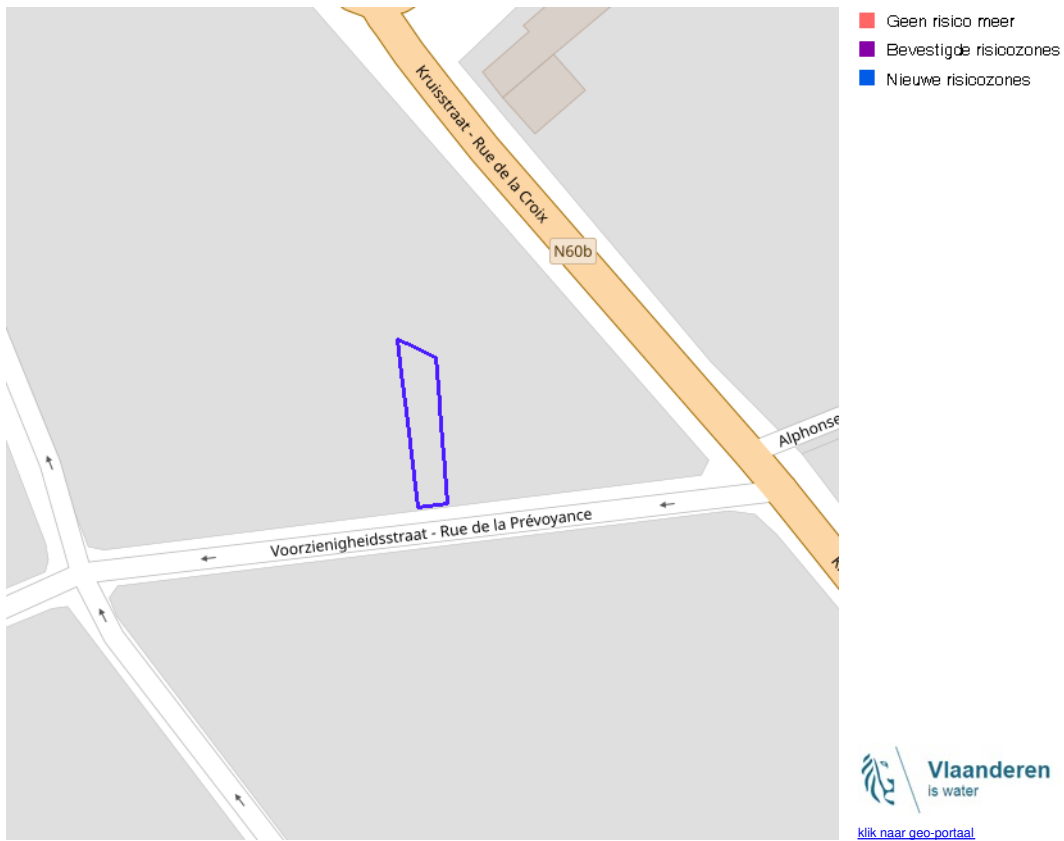 Geen risico meer
Bevestigde risicozones
Nieuwe risicozones
Kruisstraat - Rue de la Croix
N60b
Alphonse
Voorzienigheidsstraat - Rue de la Prévoyance
Vlaanderen
is water
klik naar geo-portaal